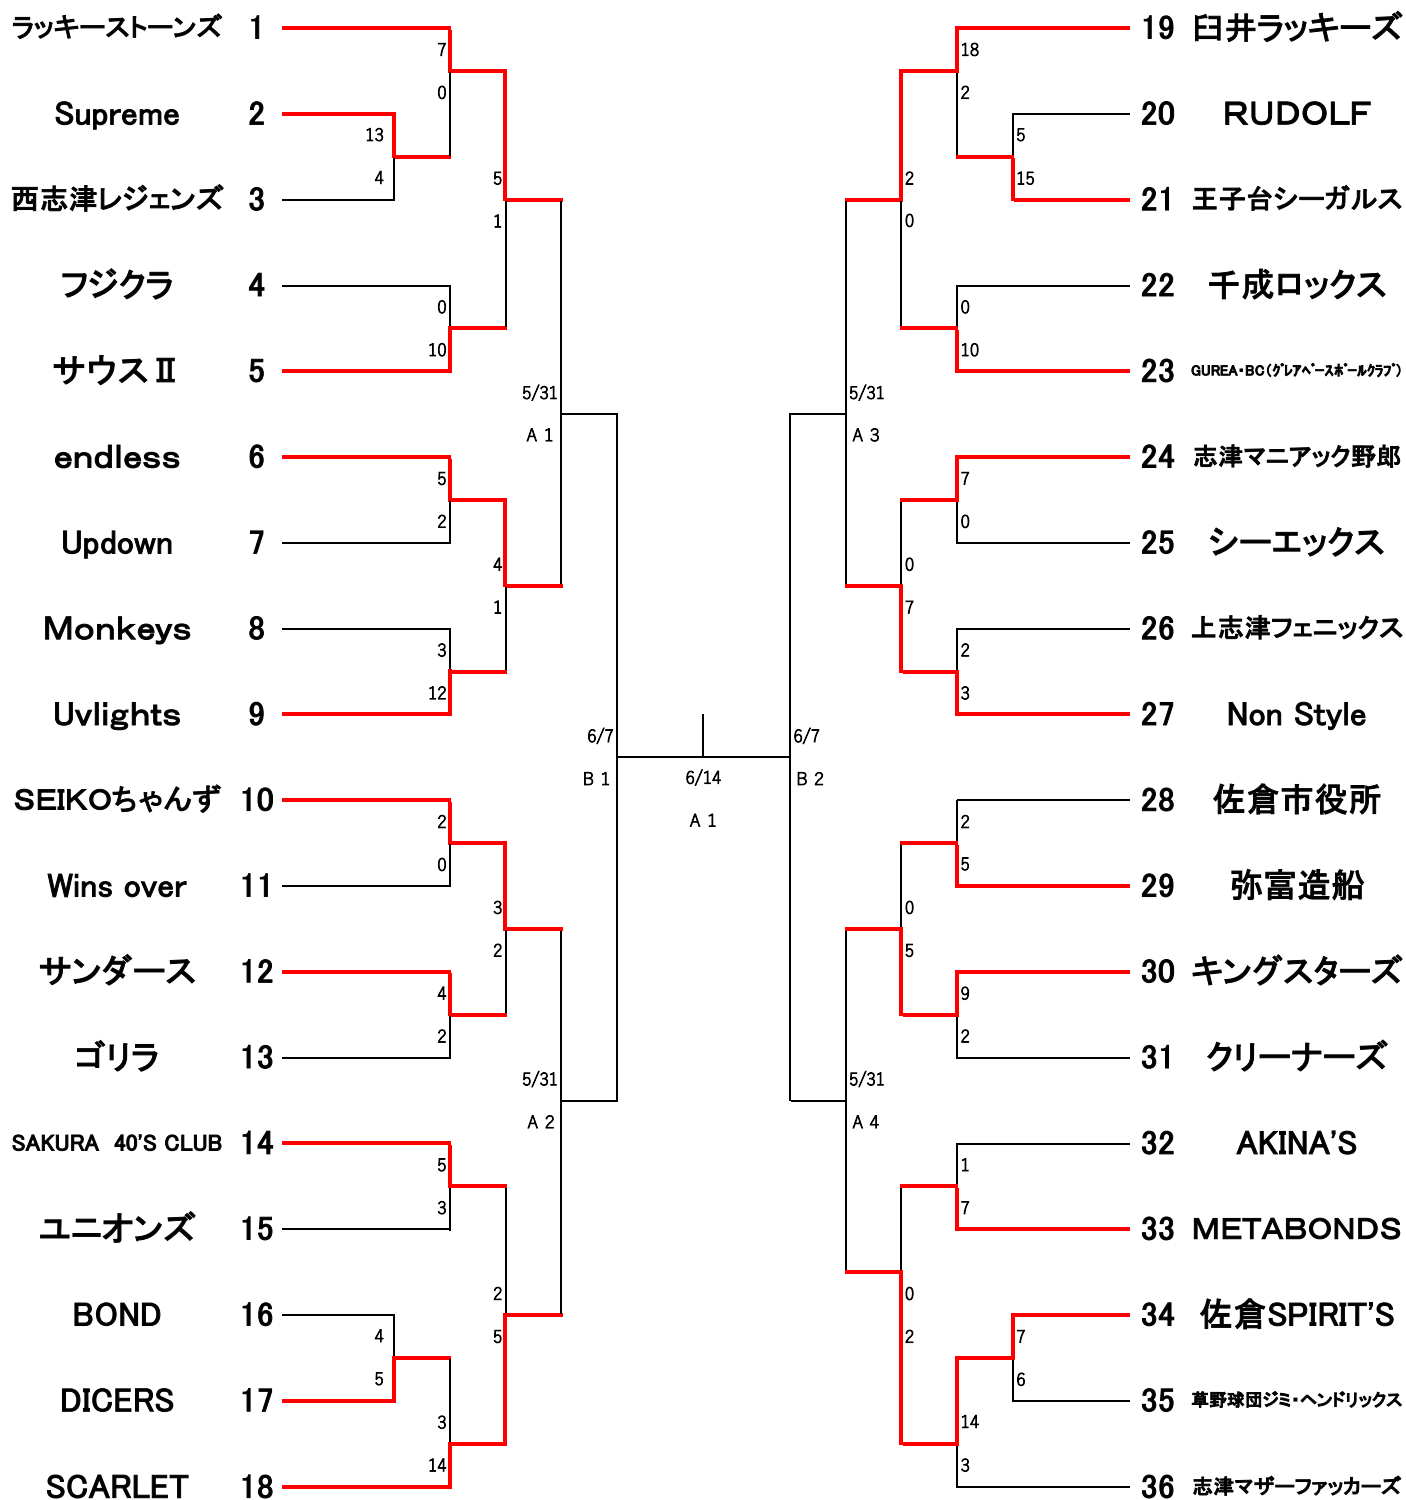 ラッキーストーンズ 1
7
0
Supreme 2
13
4
西志津レジェンズ 3
5
1
フジクラ 4
0
10
サウスⅡ 5
5/31
A 1
endless 6
5
2
Updown 7
4
1
Monkeys 8
3
12
Uvlights 9
6/7
B 1
SEIKOちゃんず 10
2
0
Wins over 11
3
2
サンダース 12
4
2
ゴリラ 13
5/31
A 2
SAKURA 40'S CLUB 14
5
3
ユニオンズ 15
2
5
BOND 16
4
5
DICERS 17
3
14
SCARLET 18
6/14
A 1
19 臼井ラッキーズ
18
2
20 RUDOLF
5
15
21 王子台シーガルス
2
0
22 千成ロックス
0
10
23 GUREA・BC(グレアベースボールクラブ)
5/31
A 3
24 志津マニアック野郎
7
0
25 シーエックス
0
7
26 上志津フェニックス
2
3
27 Non Style
6/7
B 2
28 佐倉市役所
2
5
29 弥富造船
0
5
30 キングスターズ
9
2
31 クリーナーズ
5/31
A 4
32 AKINA'S
1
7
33 METABONDS
0
2
34 佐倉SPIRIT'S
7
6
35 草野球団ジミ・ヘンドリックス
14
3
36 志津マザーファッカーズ